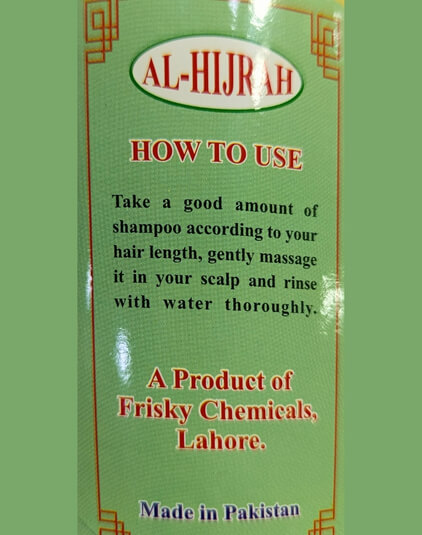 AL-HIJRAH
HOW TO USE
Take a good amount of
shampoo according to your
hair length, gently massage
it in your scalp and rinse
with water thoroughly.
A Product of
Frisky Chemicals,
Lahore.
Made in Pakistan